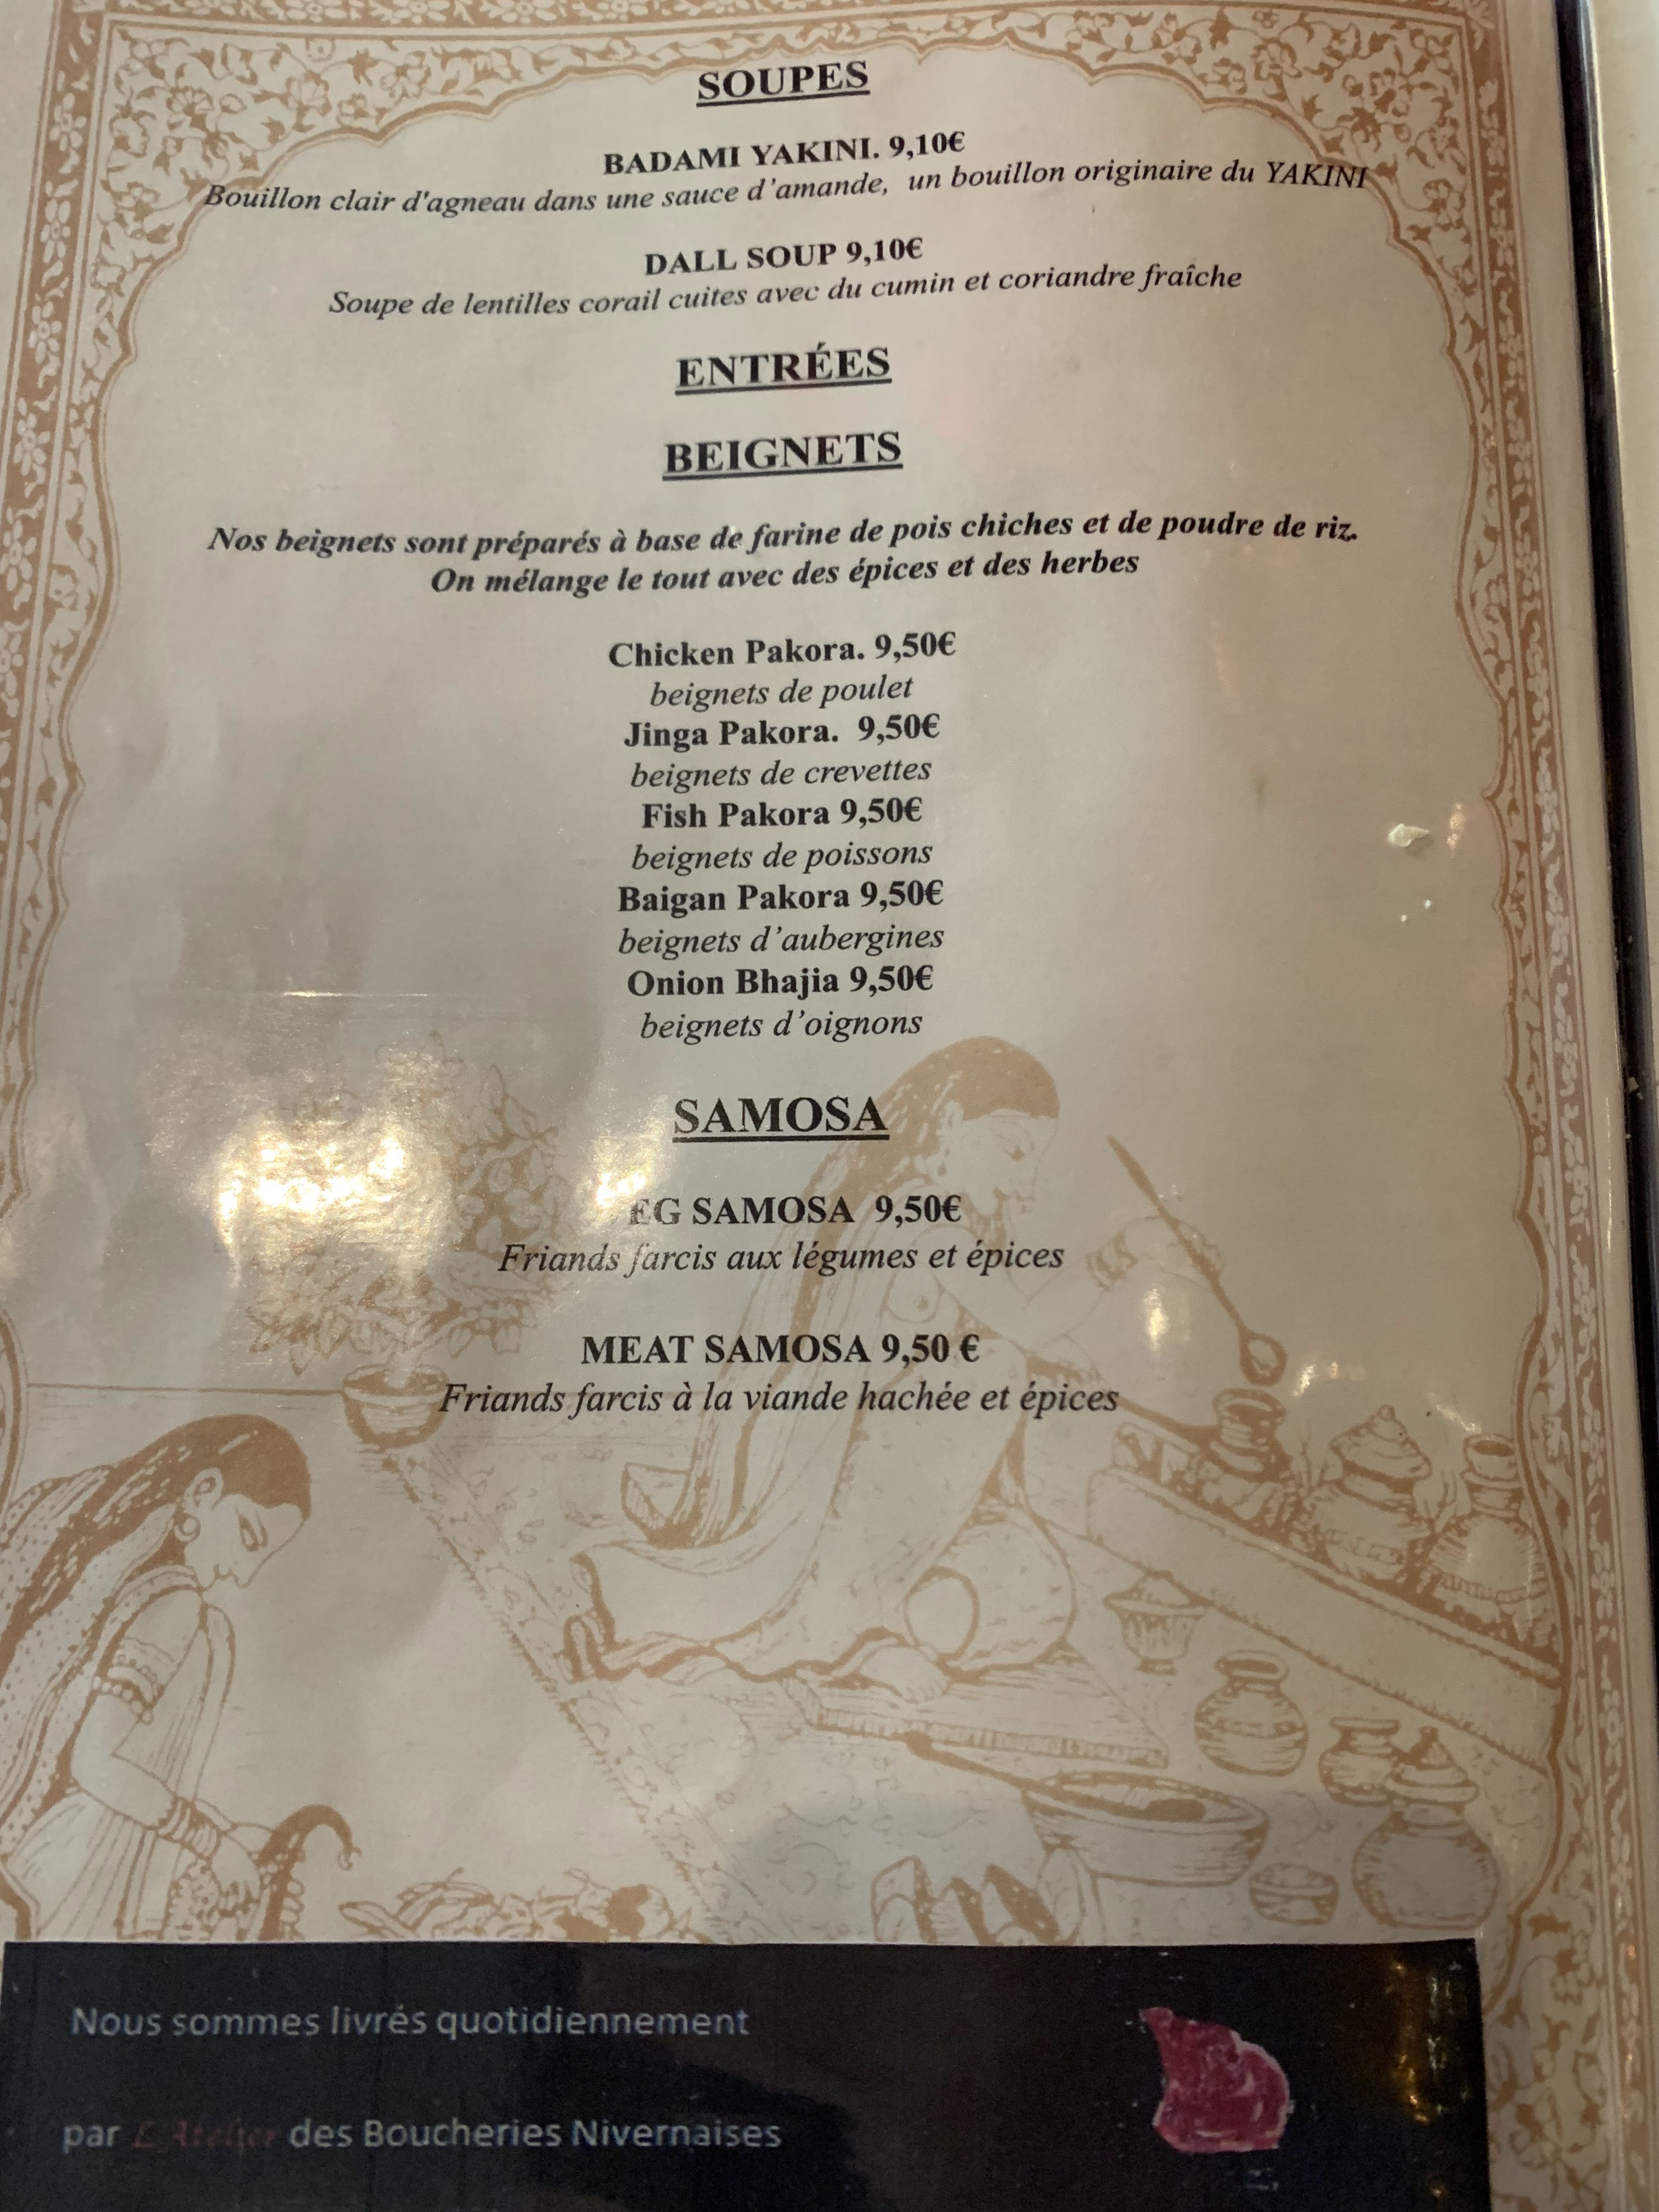 SOUPES
BADAMI YAKINI. 9,10€
Bouillon clair d'agneau dans une sauce d'amande, un bouillon originaire du YAKINI
DALL SOUP 9,10€
Soupe de lentilles corail cuites avec du cumin et coriandre fraîche
ENTRÉES
BEIGNETS
Nos beignets sont préparés à base de farine de pois chiches et de poudre de riz.
On mélange le tout avec des épices et des herbes
Chicken Pakora. 9,50€
beignets de poulet
Jinga Pakora. 9,50€
beignets de crevettes
Fish Pakora 9,50€
beignets de poissons
Baigan Pakora 9,50€
beignets d'aubergines
Onion Bhajia 9,50€
beignets d'oignons
SAMOSA
EG SAMOSA 9,50€
Friands farcis aux légumes et épices
MEAT SAMOSA 9,50 €
Friands farcis à la viande hachée et épices
Nous sommes livrés quotidiennement
par L'Atelier des Boucheries Nivernaises